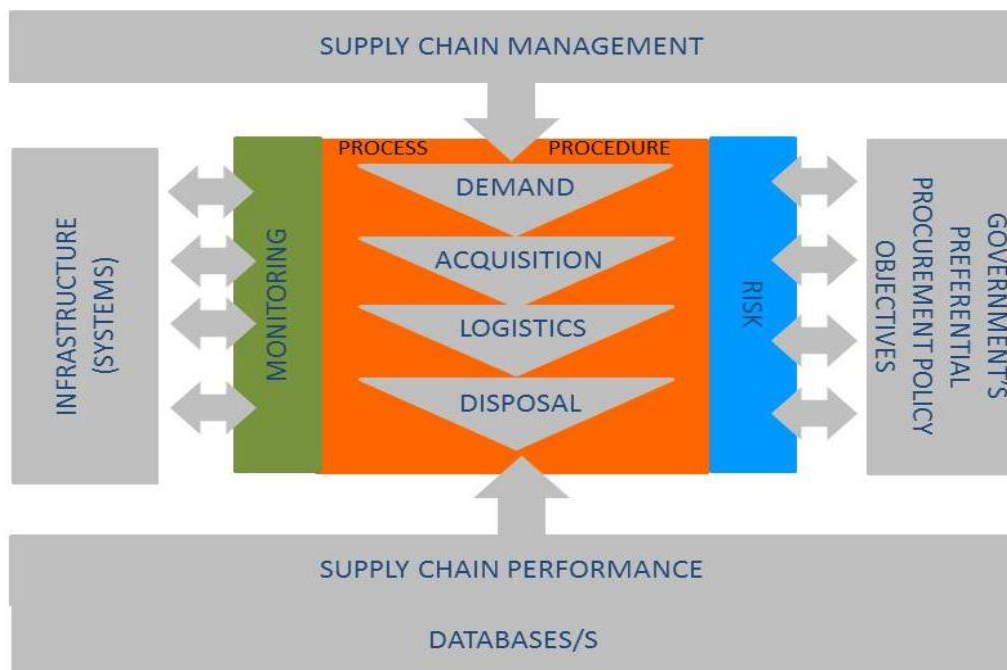 SUPPLY CHAIN MANAGEMENT
PROCESS
PROCEDURE
DEMAND
ACQUISITION
LOGISTICS
DISPOSAL
INFRASTRUCTURE
(SYSTEMS)
MONITORING
RISK
GOVERNMENT'S
PREFERENTIAL
PROCUREMENT POLICY
OBJECTIVES
SUPPLY CHAIN PERFORMANCE
DATABASES/S